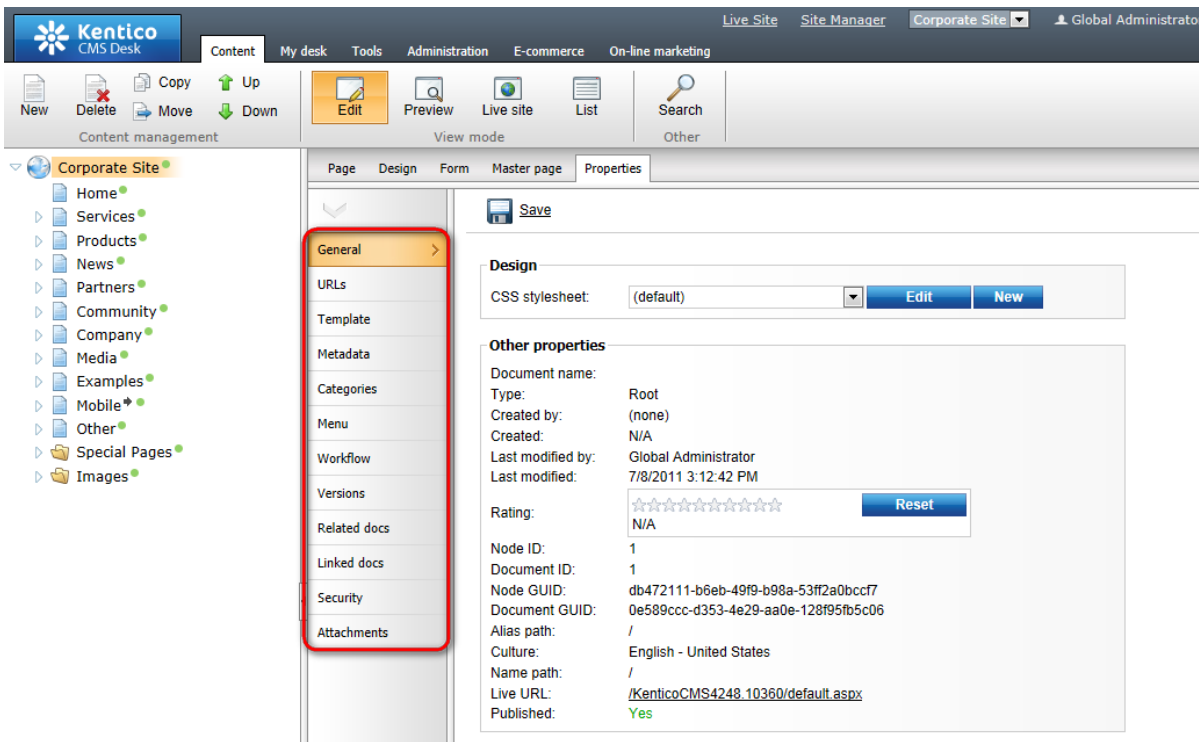 Live Site Site Manager Corporate Site Global Administrato
Kentico
CMS Desk
Content My desk Tools Administration E-commerce On-line marketing
New Delete Copy Move Up Down
Content management
Edit Preview Live site List
View mode
Search
Other
Corporate Site
Home
Services
Products
News
Partners
Community
Company
Media
Examples
Mobile
Other
Special Pages
Images
Page Design Form Master page Properties
General
URLs
Template
Metadata
Categories
Menu
Workflow
Versions
Related docs
Linked docs
Security
Attachments
Save
Design
CSS stylesheet: (default) Edit New
Other properties
Document name:
Type: Root
Created by: (none)
Created: N/A
Last modified by: Global Administrator
Last modified: 7/8/2011 3:12:42 PM
Rating: N/A Reset
Node ID: 1
Document ID: 1
Node GUID: db472111-b6eb-49f9-b98a-53ff2a0bccf7
Document GUID: 0e589ccc-d353-4e29-aa0e-128f95fb5c06
Alias path: /
Culture: English - United States
Name path: /
Live URL: /KenticoCMS4248.10360/default.aspx
Published: Yes